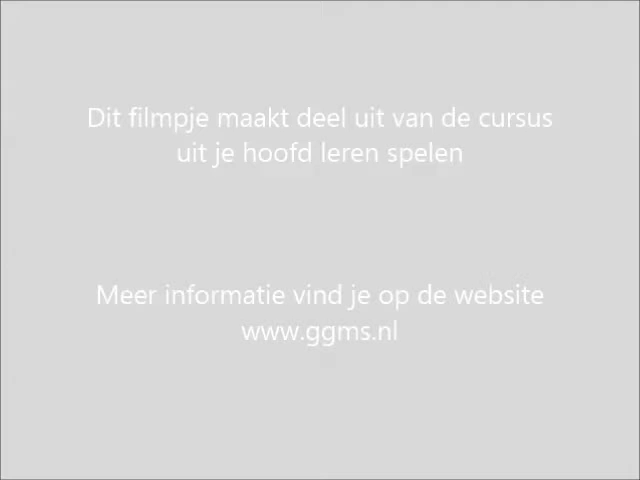 Dit filmpje maakt deel uit van de cursus
uit je hoofd leren spelen
Meer informatie vind je op de website
www.ggms.nl